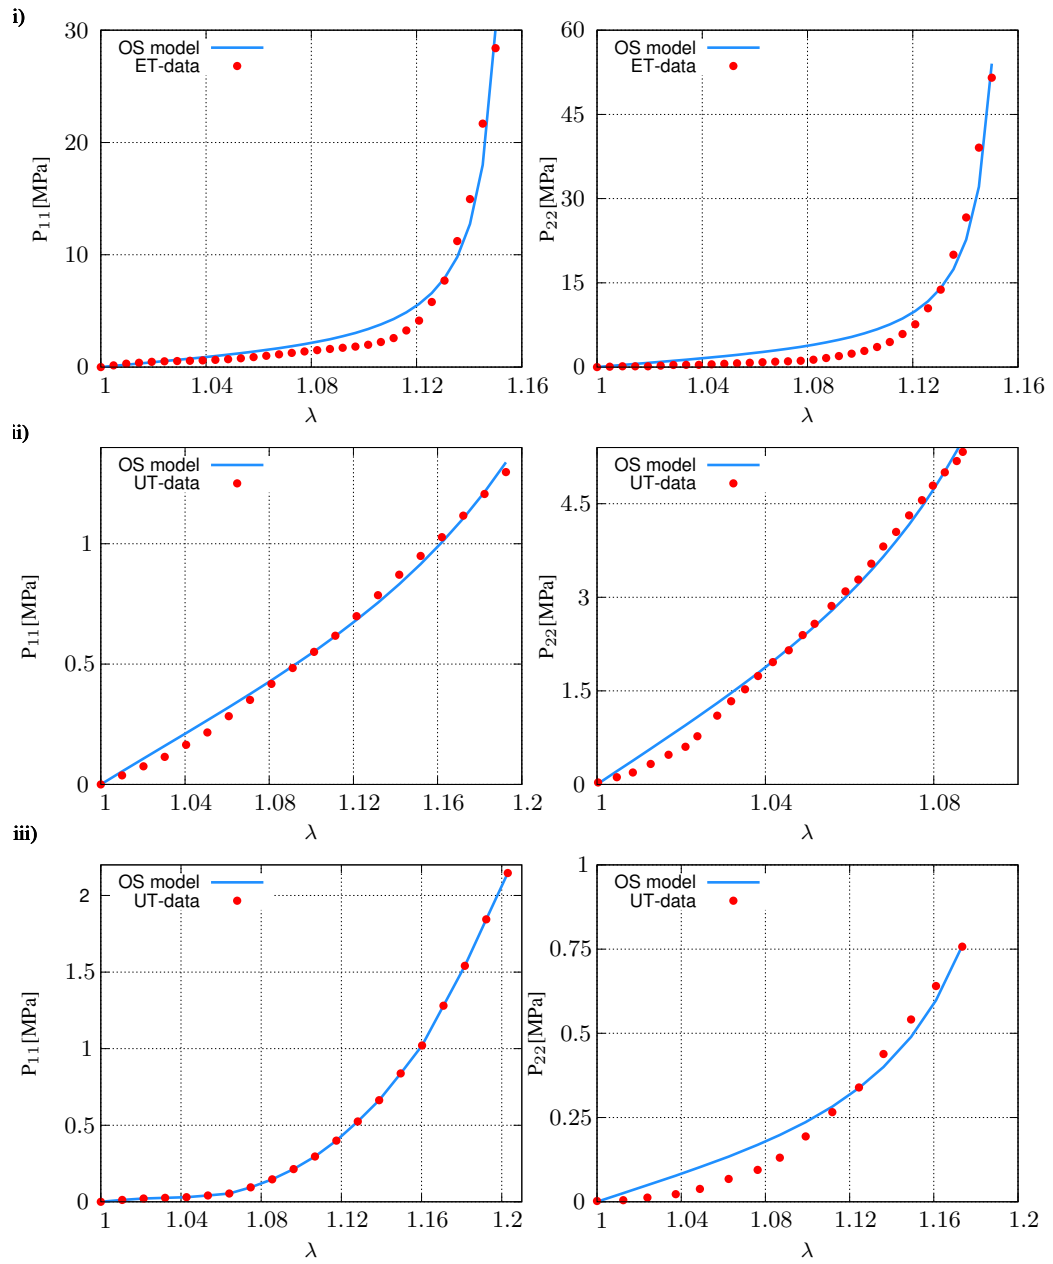 i)
30
20
10
0
P11[MPa]
OS model
ET-data
1
1.04
1.08
1.12
1.16
λ
60
45
30
15
0
P22[MPa]
OS model
ET-data
1
1.04
1.08
1.12
1.16
λ
ii)
1
0.5
0
P11[MPa]
OS model
UT-data
1
1.04
1.08
1.12
1.16
1.2
λ
4.5
3
1.5
0
P22[MPa]
OS model
UT-data
1
1.04
1.08
λ
iii)
2
1.5
1
0.5
0
P11[MPa]
OS model
UT-data
1
1.04
1.08
1.12
1.16
1.2
λ
1
0.75
0.5
0.25
0
P22[MPa]
OS model
UT-data
1
1.04
1.08
1.12
1.16
1.2
λ